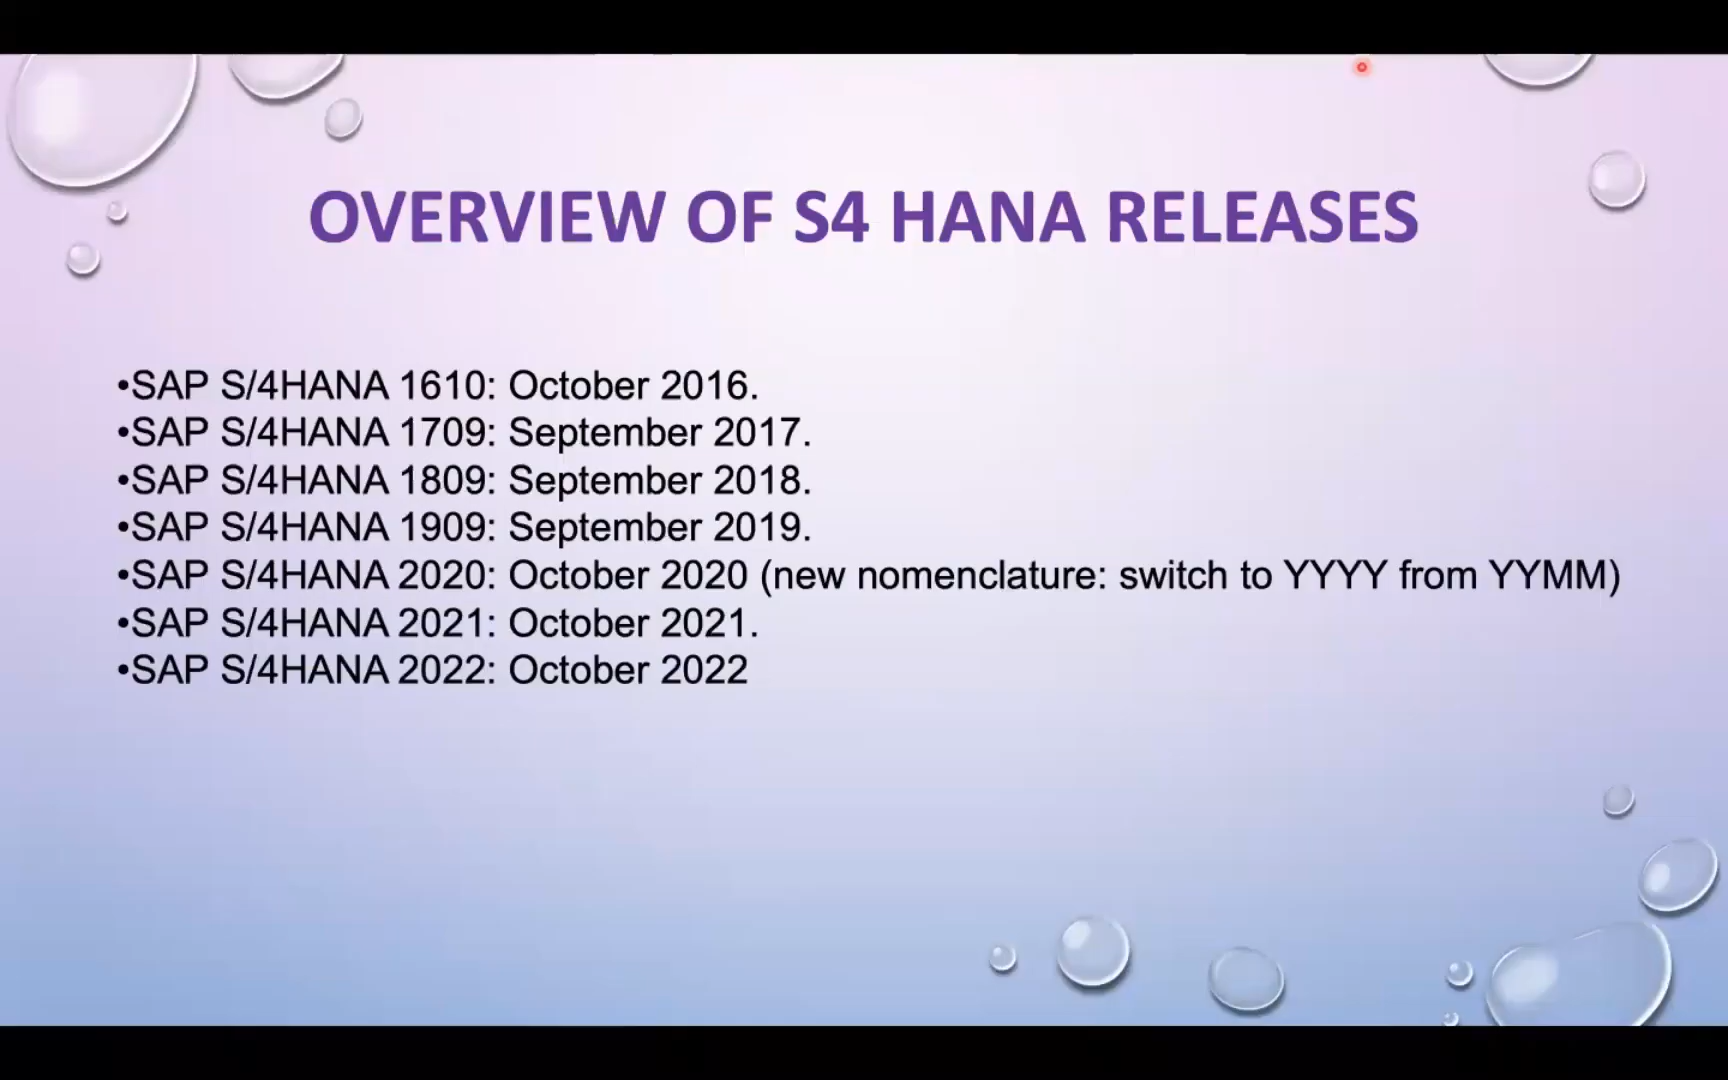 OVERVIEW OF S4 HANA RELEASES
•SAP S/4HANA 1610: October 2016.
•SAP S/4HANA 1709: September 2017.
•SAP S/4HANA 1809: September 2018.
•SAP S/4HANA 1909: September 2019.
•SAP S/4HANA 2020: October 2020 (new nomenclature: switch to YYYY from YYMM)
•SAP S/4HANA 2021: October 2021.
•SAP S/4HANA 2022: October 2022